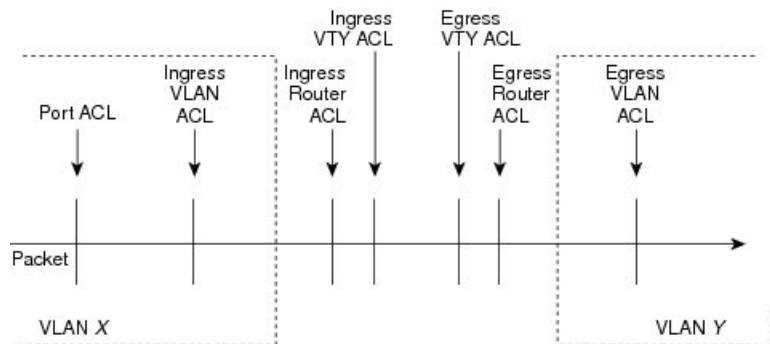 Ingress
VTY ACL
Egress
VTY ACL
Port ACL
Ingress
VLAN
ACL
Ingress
Router
ACL
Egress
Router
ACL
Egress
VLAN
ACL
Packet
VLAN X
VLAN Y